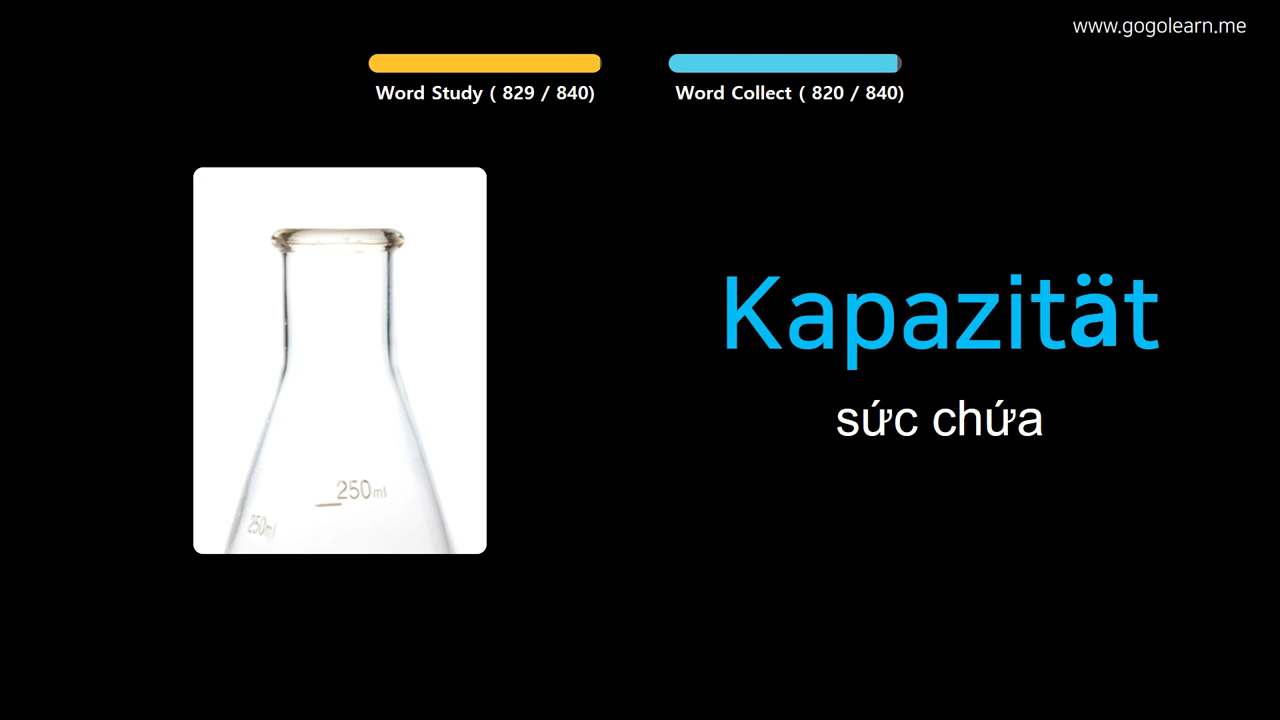 www.gogolearn.me
Word Study ( 829 / 840)
Word Collect ( 820 / 840)
Kapazität
sức chứa
250ml
250ml